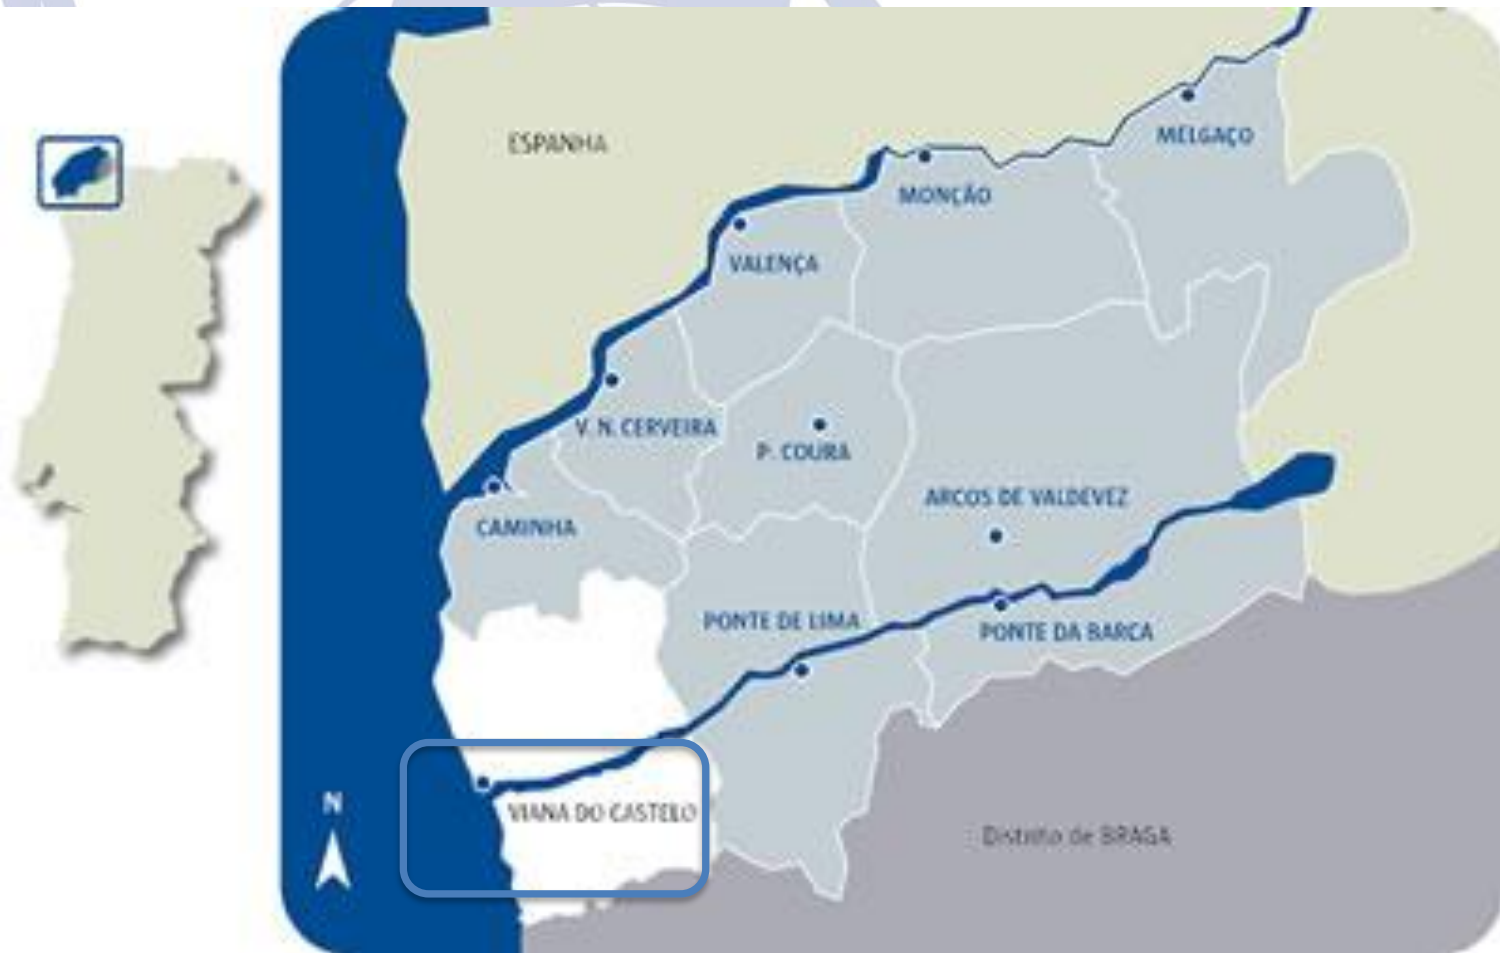 ESPANHA
MELGAÇO
MONÇÃO
VALENÇA
V. N. CERVEIRA
P. COURA
ARCOS DE VALDEVEZ
CAMINHA
PONTE DE LIMA
PONTE DA BARCA
N
VIANA DO CASTELO
Distrito de BRAGA